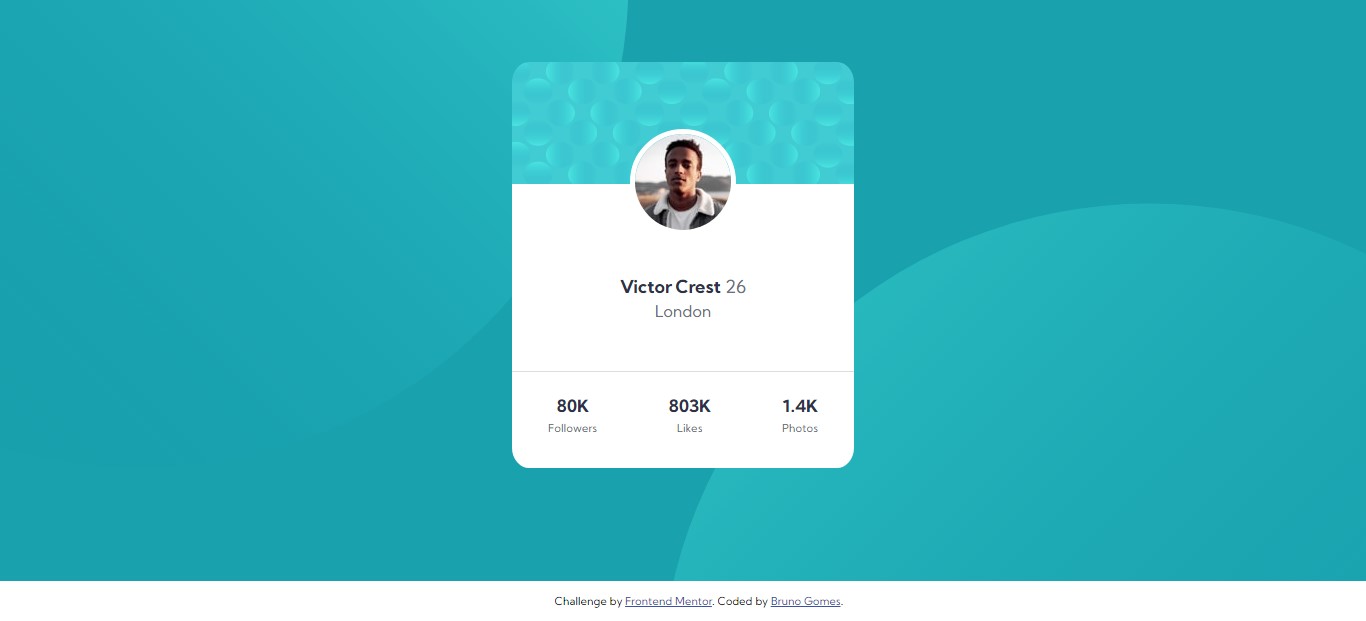 Victor Crest 26
London
80K 803K 1.4K
Followers Likes Photos
Challenge by Frontend Mentor. Coded by Bruno Gomes.